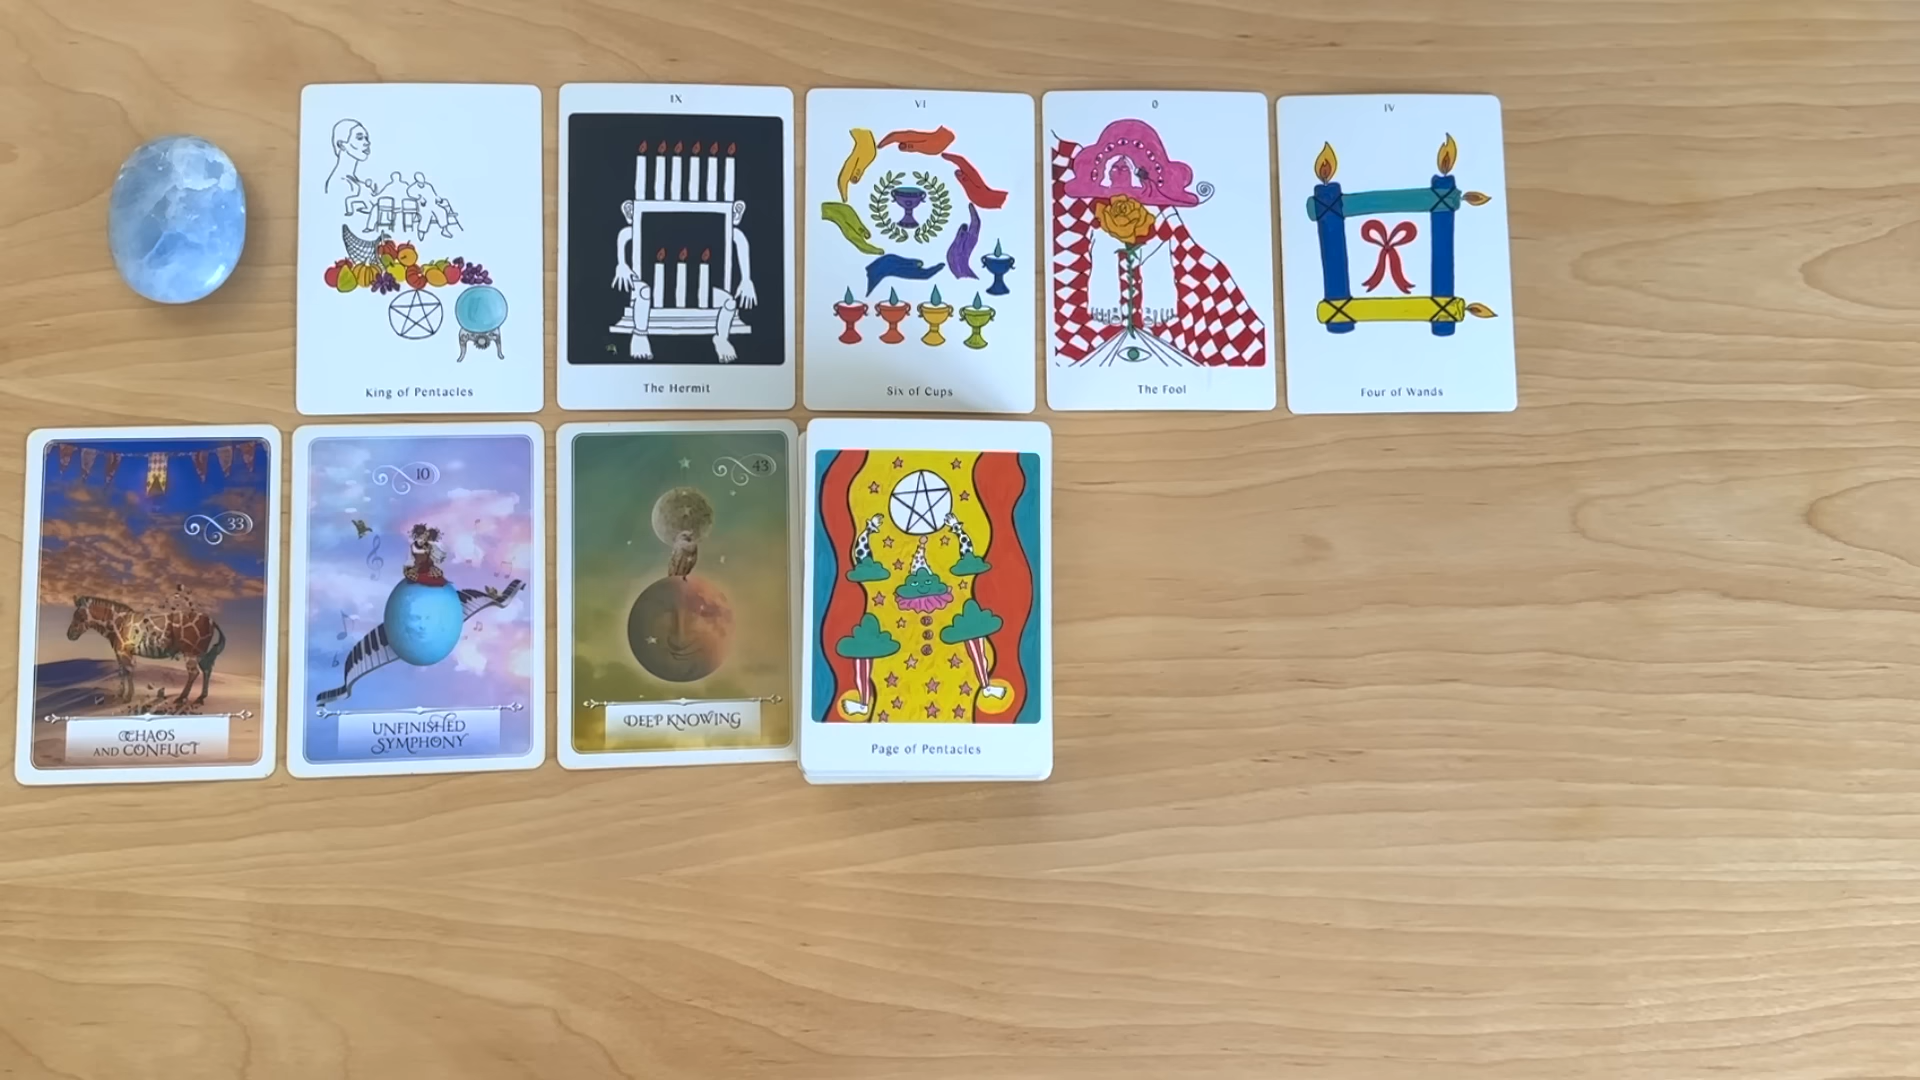 King of Pentacles
IX
The Hermit
VI
Six of Cups
0
The Fool
IV
Four of Wands
33
CHAOS
AND CONFLICT
10
UNFINISHED
SYMPHONY
43
DEEP KNOWING
Page of Pentacles